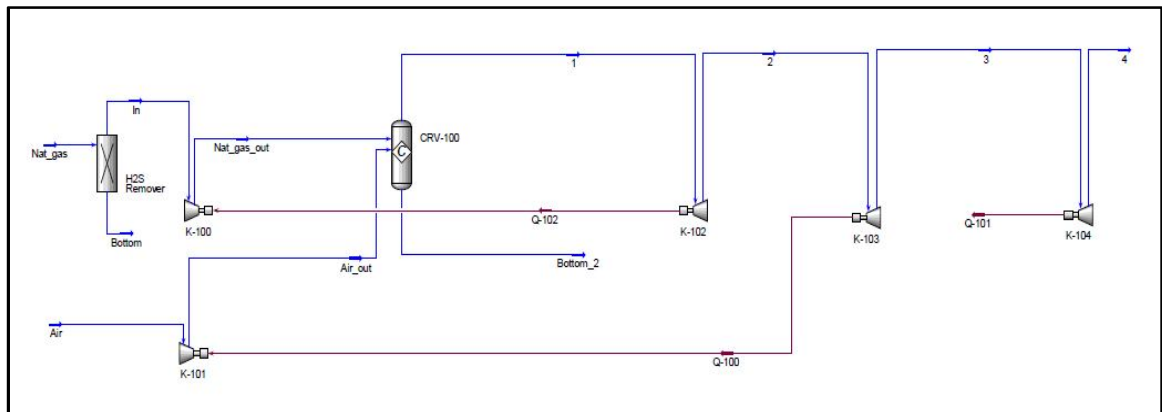 1
2
3
4
In
Nat_gas
H2S
Remover
Bottom
Nat_gas_out
CRV-100
C
K-100
Q-102
K-102
K-103
Q-101
K-104
Air_out
Bottom_2
Air
K-101
Q-100